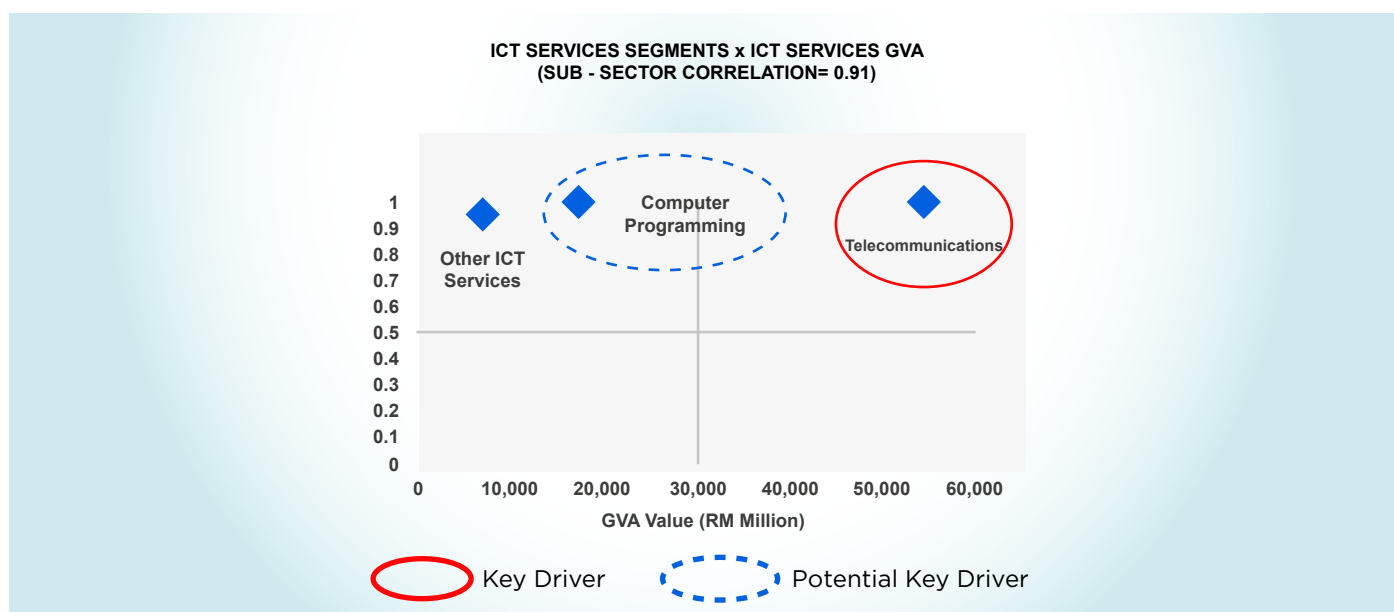 ICT SERVICES SEGMENTS x ICT SERVICES GVA
(SUB - SECTOR CORRELATION= 0.91)
1
0.9
0.8
0.7
0.6
0.5
0.4
0.3
0.2
0.1
0
Other ICT
Services
Computer
Programming
Telecommunications
0
10,000
20,000
30,000
40,000
50,000
60,000
GVA Value (RM Million)
Key Driver
Potential Key Driver